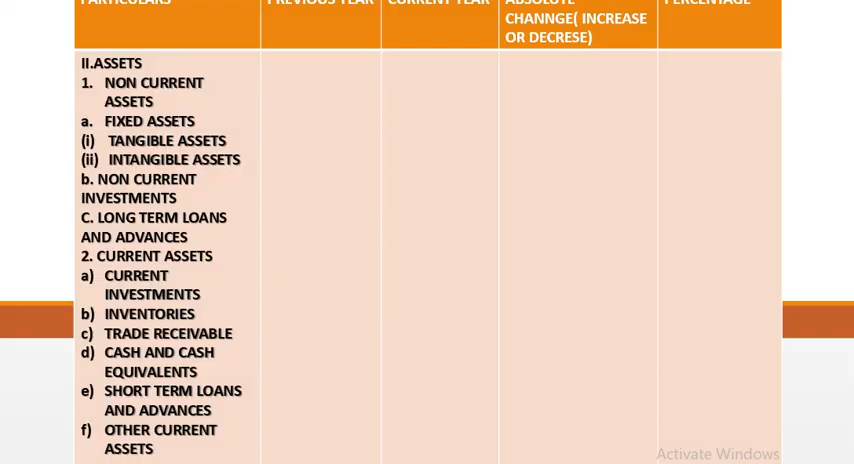 PARTICULARS PREVIOUS YEAR CURRENT YEAR ABSOLUTE PERCENTAGE
CHANNGE( INCREASE
OR DECRESE)
II.ASSETS
1. NON CURRENT
ASSETS
a. FIXED ASSETS
(i) TANGIBLE ASSETS
(ii) INTANGIBLE ASSETS
b. NON CURRENT
INVESTMENTS
C. LONG TERM LOANS
AND ADVANCES
2. CURRENT ASSETS
a) CURRENT
INVESTMENTS
b) INVENTORIES
c) TRADE RECEIVABLE
d) CASH AND CASH
EQUIVALENTS
e) SHORT TERM LOANS
AND ADVANCES
f) OTHER CURRENT
ASSETS
Activate Windows